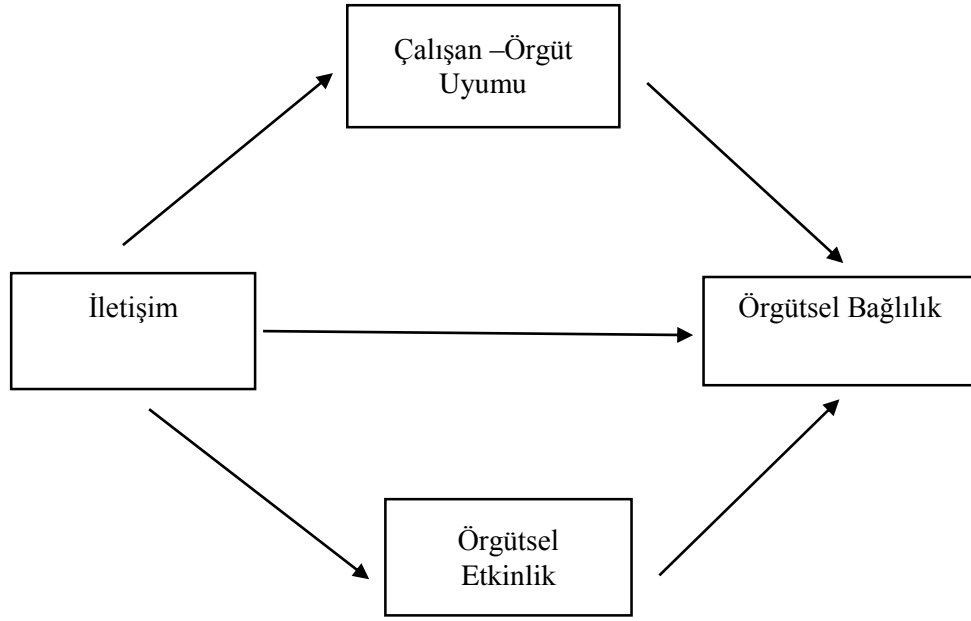 Çalışan –Örgüt
Uyumu
İletişim
Örgütsel Bağlılık
Örgütsel
Etkinlik